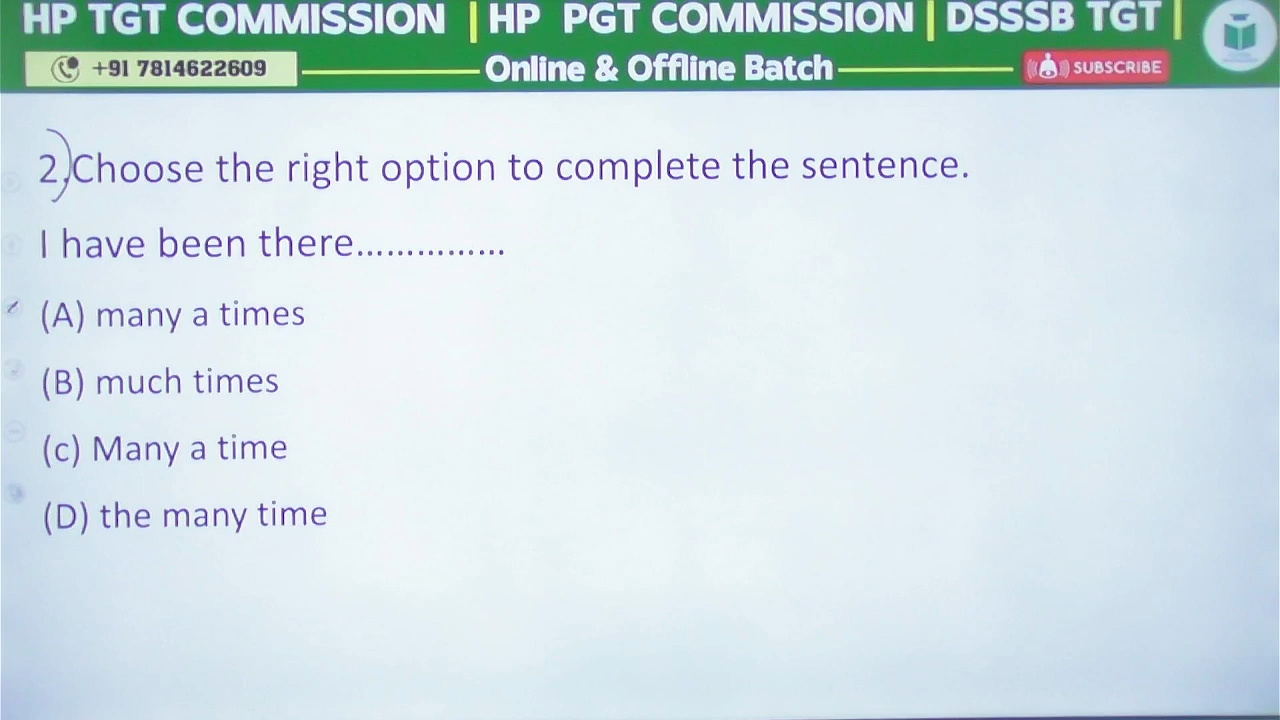 HP TGT COMMISSION | HP PGT COMMISSION | DSSSB TGT |
+91 7814622609 Online & Offline Batch SUBSCRIBE
2,Choose the right option to complete the sentence.
I have been there...............
(A) many a times
(B) much times
(c) Many a time
(D) the many time